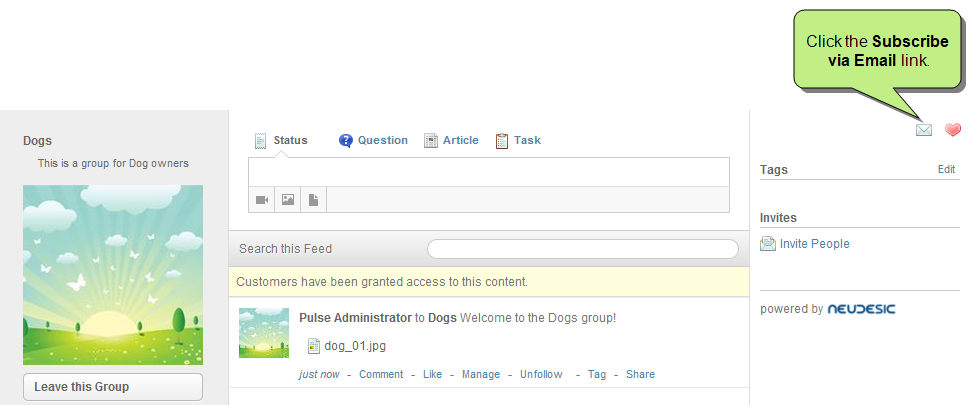 Click the Subscribe
via Email link.
Dogs
This is a group for Dog owners
Leave this Group
Status Question Article Task
Search this Feed
Customers have been granted access to this content.
Pulse Administrator to Dogs Welcome to the Dogs group!
dog_01.jpg
just now - Comment - Like - Manage - Unfollow - Tag - Share
Tags Edit
Invites
Invite People
powered by NEUDESIC